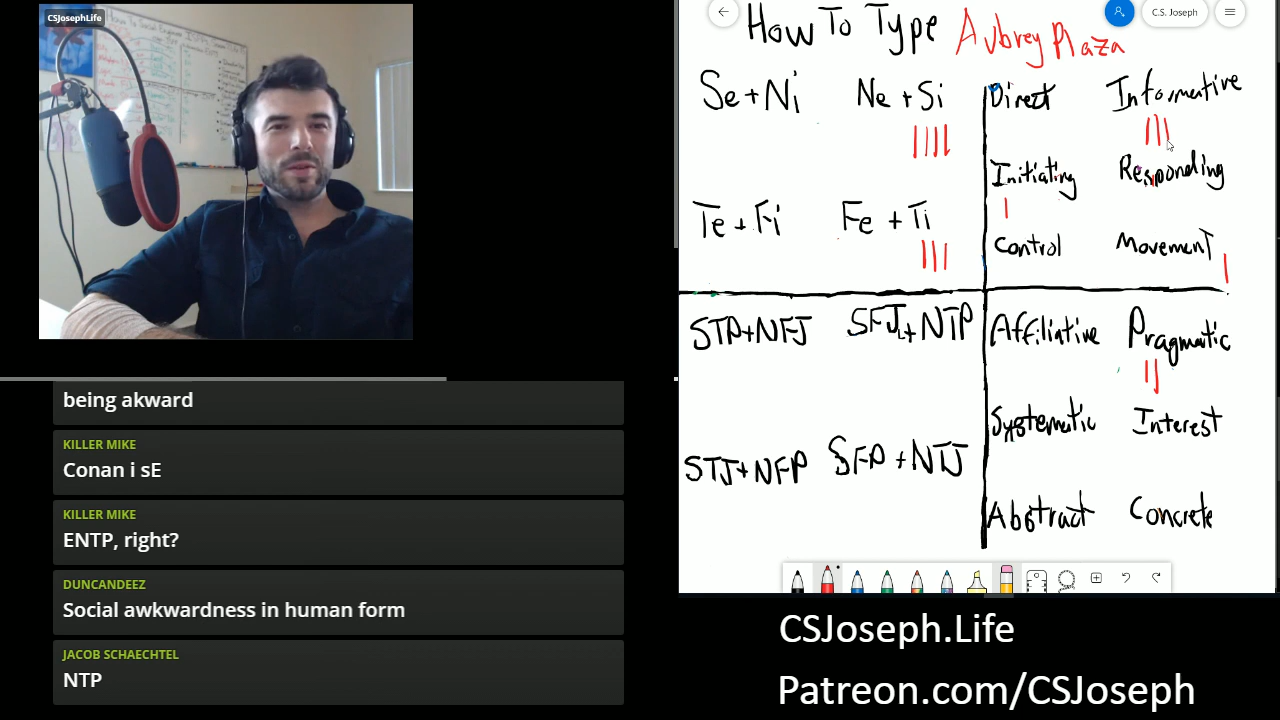 CSJosephLife
How To Type Aubrey Plaza
C.S. Joseph
Se + Ni Ne + Si Direct Informative
Initiating Responding
Te + Fi Fe + Ti Control Movement
STP+NFJ SFJ+NTP Affiliative Pragmatic
Systematic Interest
STJ+NFP SFP+NTJ
Abstract Concrete
being akward
KILLER MIKE
Conan i sE
KILLER MIKE
ENTP, right?
DUNCANDEEZ
Social awkwardness in human form
JACOB SCHAECHTEL
NTP
CSJoseph.Life
Patreon.com/CSJoseph